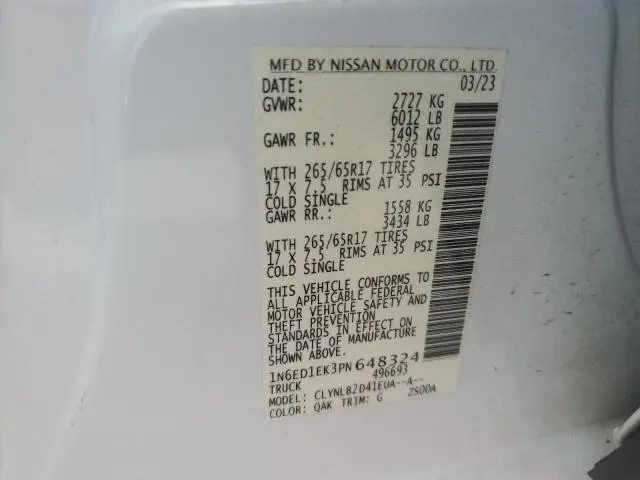 MFD BY NISSAN MOTOR CO., LTD.
DATE: 03/23
GVWR: 2727 KG
6012 LB
GAWR FR.: 1495 KG
3296 LB
WITH 265/65R17 TIRES
17 X 7.5 RIMS AT 35 PSI
COLD SINGLE
GAWR RR.: 1558 KG
3434 LB
WITH 265/65R17 TIRES
17 X 7.5 RIMS AT 35 PSI
COLD SINGLE
THIS VEHICLE CONFORMS TO
ALL APPLICABLE FEDERAL
MOTOR VEHICLE SAFETY AND
THEFT PREVENTION
STANDARDS IN EFFECT ON
THE DATE OF MANUFACTURE
SHOWN ABOVE.
1N6ED1EK3PN648324
TRUCK 496693
MODEL: CLYNLB2D41EUA--A--
COLOR: QAK TRIM: G 2S00A